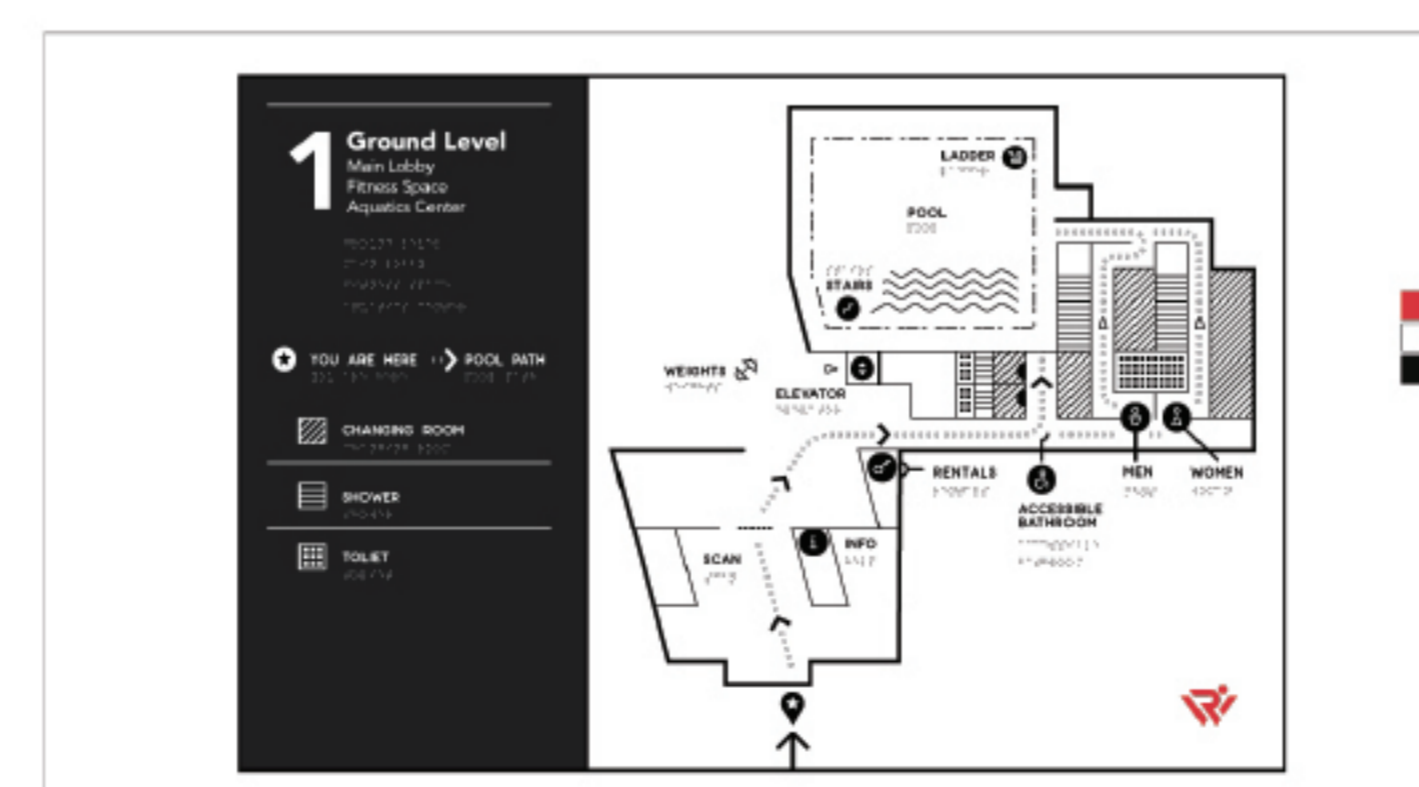 1
Ground Level
Main Lobby
Fitness Space
Aquatics Center
YOU ARE HERE
POOL PATH
CHANGING ROOM
SHOWER
TOLIET
LADDER
POOL
STAIRS
WEIGHTS
ELEVATOR
RENTALS
MEN
WOMEN
ACCESSIBLE
BATHROOM
SCAN
INFO